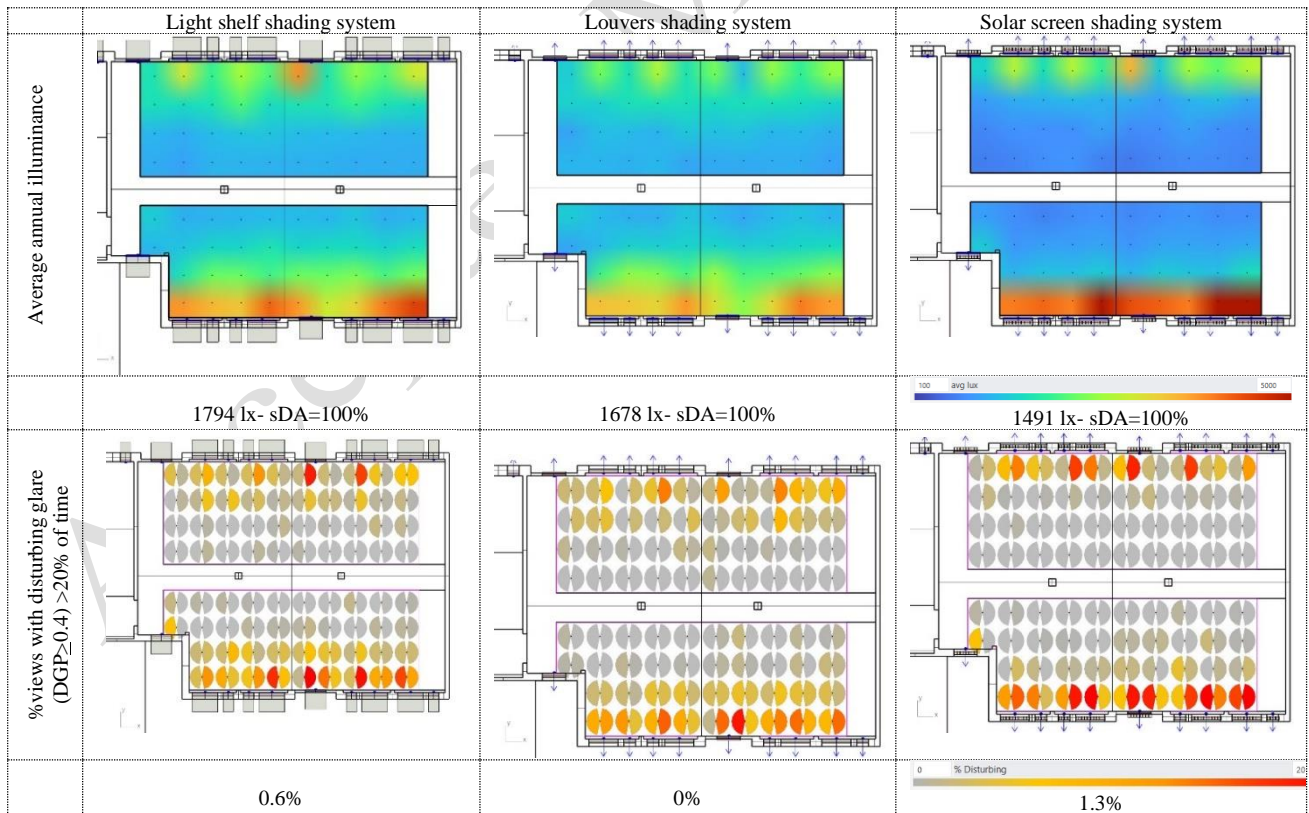 Light shelf shading system
Louvers shading system
Solar screen shading system
Average annual illuminance
100 avg lux 5000
1794 lx- sDA=100%
1678 lx- sDA=100%
1491 lx- sDA=100%
%views with disturbing glare
(DGP≥0.4) >20% of time
0 % Disturbing 20
0.6%
0%
1.3%